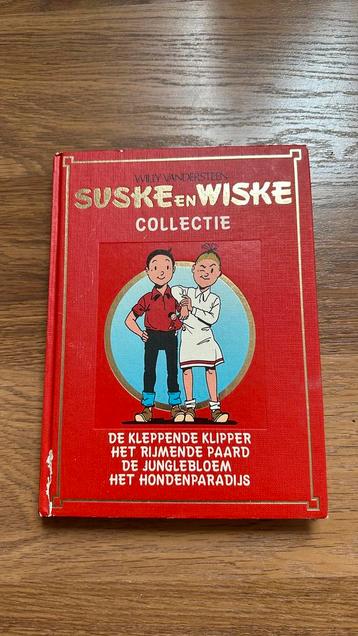 WILLY VANDERSTEEN
SUSKE EN WISKE
COLLECTIE
DE KLEPPENDE KLIPPER
HET RIJMENDE PAARD
DE JUNGLEBLOEM
HET HONDENPARADIJS